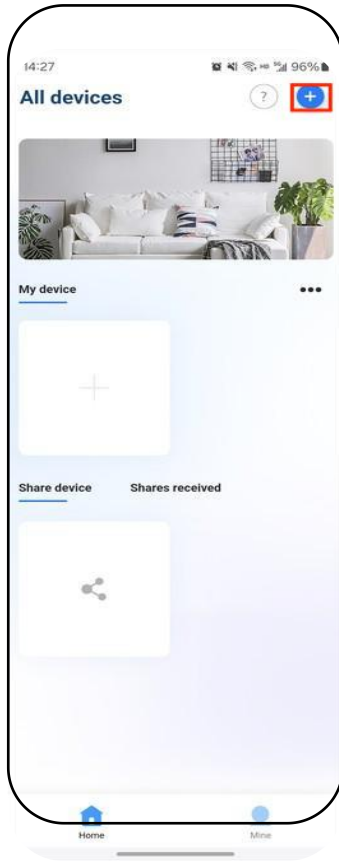 14:27 96%
All devices ? +
My device •••
Share device Shares received
Home Mine